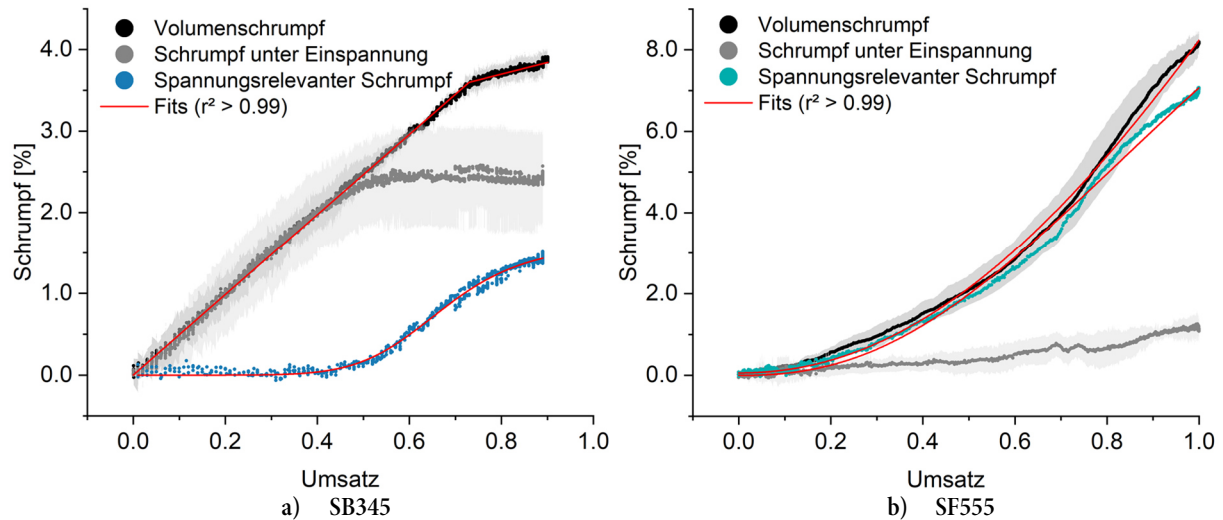 Volumenschrumpf
Schrumpf unter Einspannung
Spannungsrelevanter Schrumpf
Fits (r² > 0.99)
4.0
3.0
2.0
1.0
0.0
Schrumpf [%]
0.0 0.2 0.4 0.6 0.8 1.0
Umsatz
a) SB345
Volumenschrumpf
Schrumpf unter Einspannung
Spannungsrelevanter Schrumpf
Fits (r² > 0.99)
8.0
6.0
4.0
2.0
0.0
Schrumpf [%]
0.0 0.2 0.4 0.6 0.8 1.0
Umsatz
b) SF555